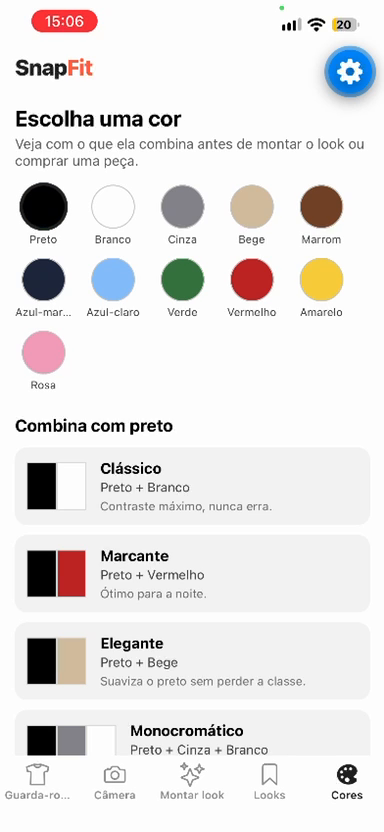 15:06
20
SnapFit
Escolha uma cor
Veja com o que ela combina antes de montar o look ou
comprar uma peça.
Preto
Branco
Cinza
Bege
Marrom
Azul-mar...
Azul-claro
Verde
Vermelho
Amarelo
Rosa
Combina com preto
Clássico
Preto + Branco
Contraste máximo, nunca erra.
Marcante
Preto + Vermelho
Ótimo para a noite.
Elegante
Preto + Bege
Suaviza o preto sem perder a classe.
Monocromático
Preto + Cinza + Branco
Guarda-ro...
Câmera
Montar look
Looks
Cores